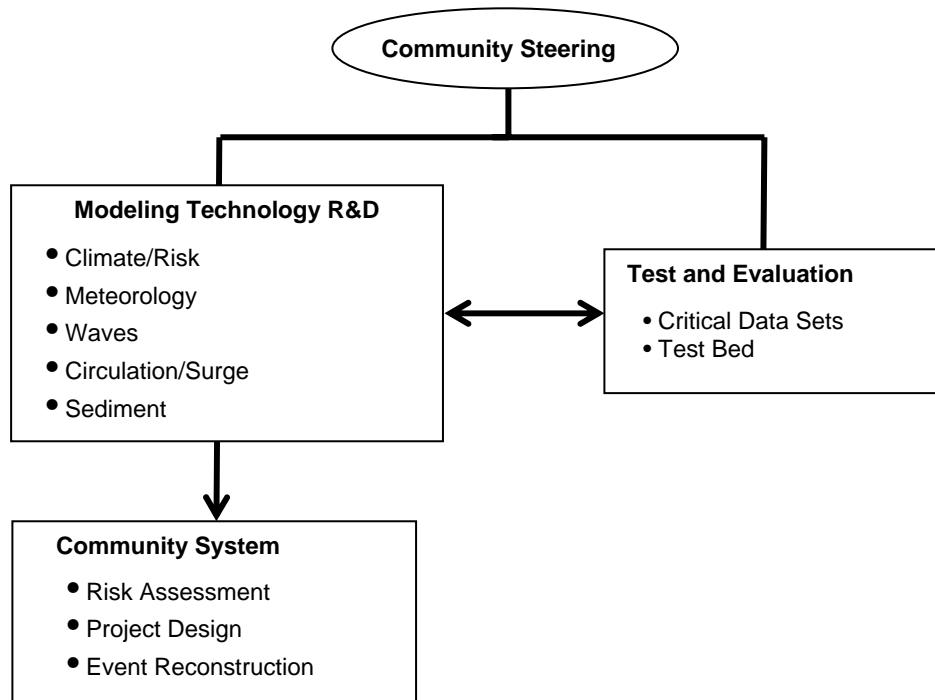 Community Steering
Modeling Technology R&D
• Climate/Risk
• Meteorology
• Waves
• Circulation/Surge
• Sediment
Test and Evaluation
• Critical Data Sets
• Test Bed
Community System
• Risk Assessment
• Project Design
• Event Reconstruction